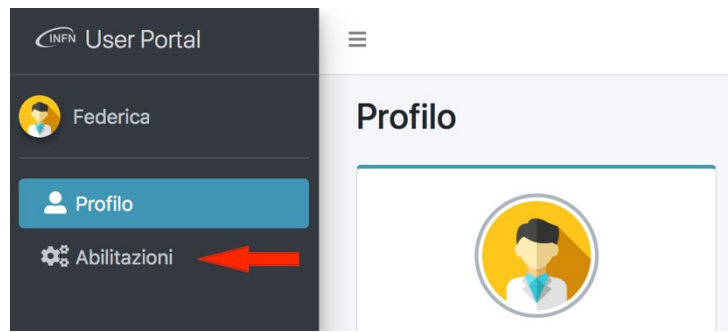 INFN User Portal
Federica
Profilo
Abilitazioni
Profilo